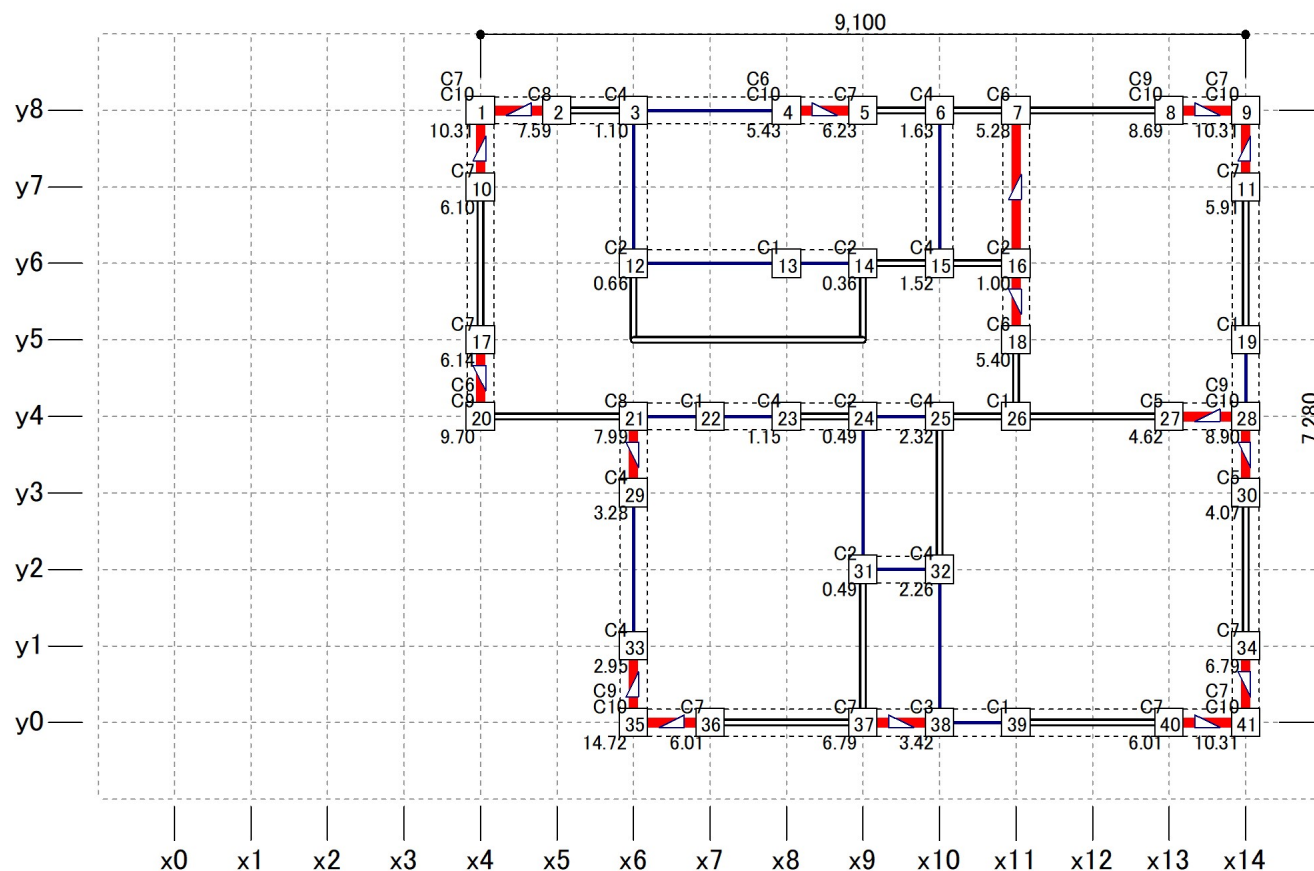 9,100
C7 C6 C9 C7
C10 C8 C4 C10 C7 C4 C6 C10 C10
y8 1 2 3 4 5 6 7 8 9
10.31 7.59 1.10 5.43 6.23 1.63 5.28 8.69 10.31
C7 C7
y7 10 11
6.10 5.91
C2 C1 C2 C4 C2
y6 12 13 14 15 16
0.66 0.36 1.52 1.00
C7 C6 C1
y5 17 18 19
6.14 5.40
C6 C9
C9 C8 C1 C4 C2 C4 C1 C5 C10
y4 20 21 22 23 24 25 26 27 28
9.70 7.99 1.15 0.49 2.32 4.62 8.90
7,280
C4 C5
y3 29 30
3.28 4.07
C2 C4
y2 31 32
0.49 2.26
C4 C7
y1 33 34
2.95 6.79
C9 C7
C10 C7 C7 C3 C1 C7 C10
y0 35 36 37 38 39 40 41
14.72 6.01 6.79 3.42 6.01 10.31
x0 x1 x2 x3 x4 x5 x6 x7 x8 x9 x10 x11 x12 x13 x14